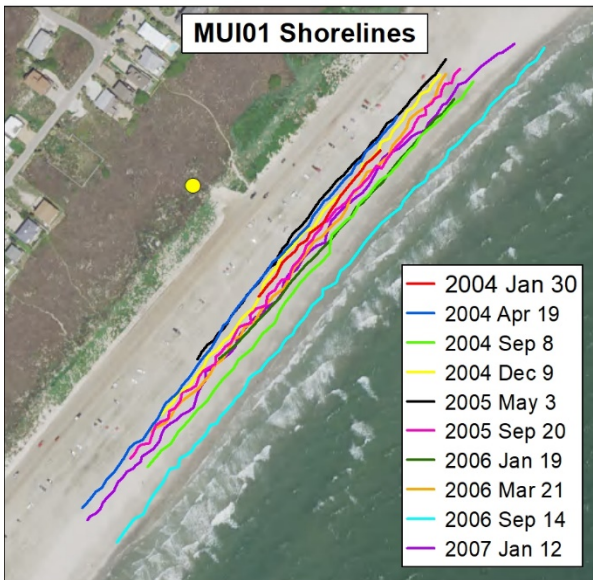 MUI01 Shorelines
2004 Jan 30
2004 Apr 19
2004 Sep 8
2004 Dec 9
2005 May 3
2005 Sep 20
2006 Jan 19
2006 Mar 21
2006 Sep 14
2007 Jan 12